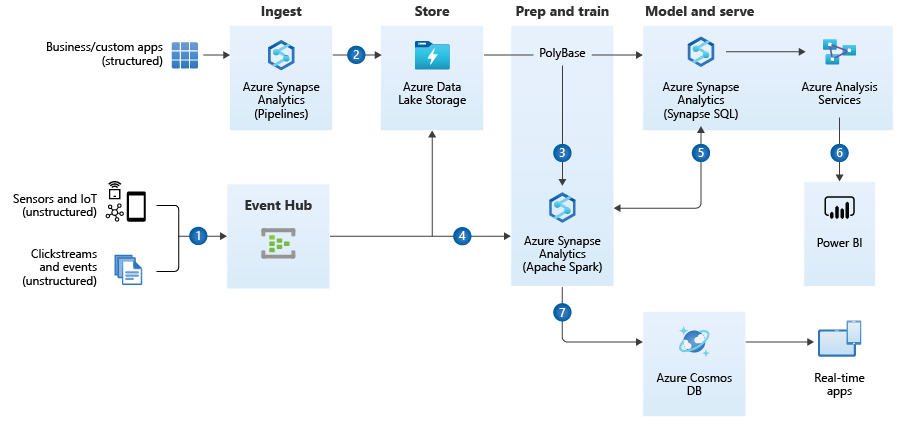 Ingest
Store
Prep and train
Model and serve
Business/custom apps
(structured)
Azure Synapse
Analytics
(Pipelines)
2
Azure Data
Lake Storage
PolyBase
Azure Synapse
Analytics
(Synapse SQL)
Azure Analysis
Services
3
5
6
Sensors and IoT
(unstructured)
Clickstreams
and events
(unstructured)
1
Event Hub
4
Azure Synapse
Analytics
(Apache Spark)
Power BI
7
Azure Cosmos
DB
Real-time
apps